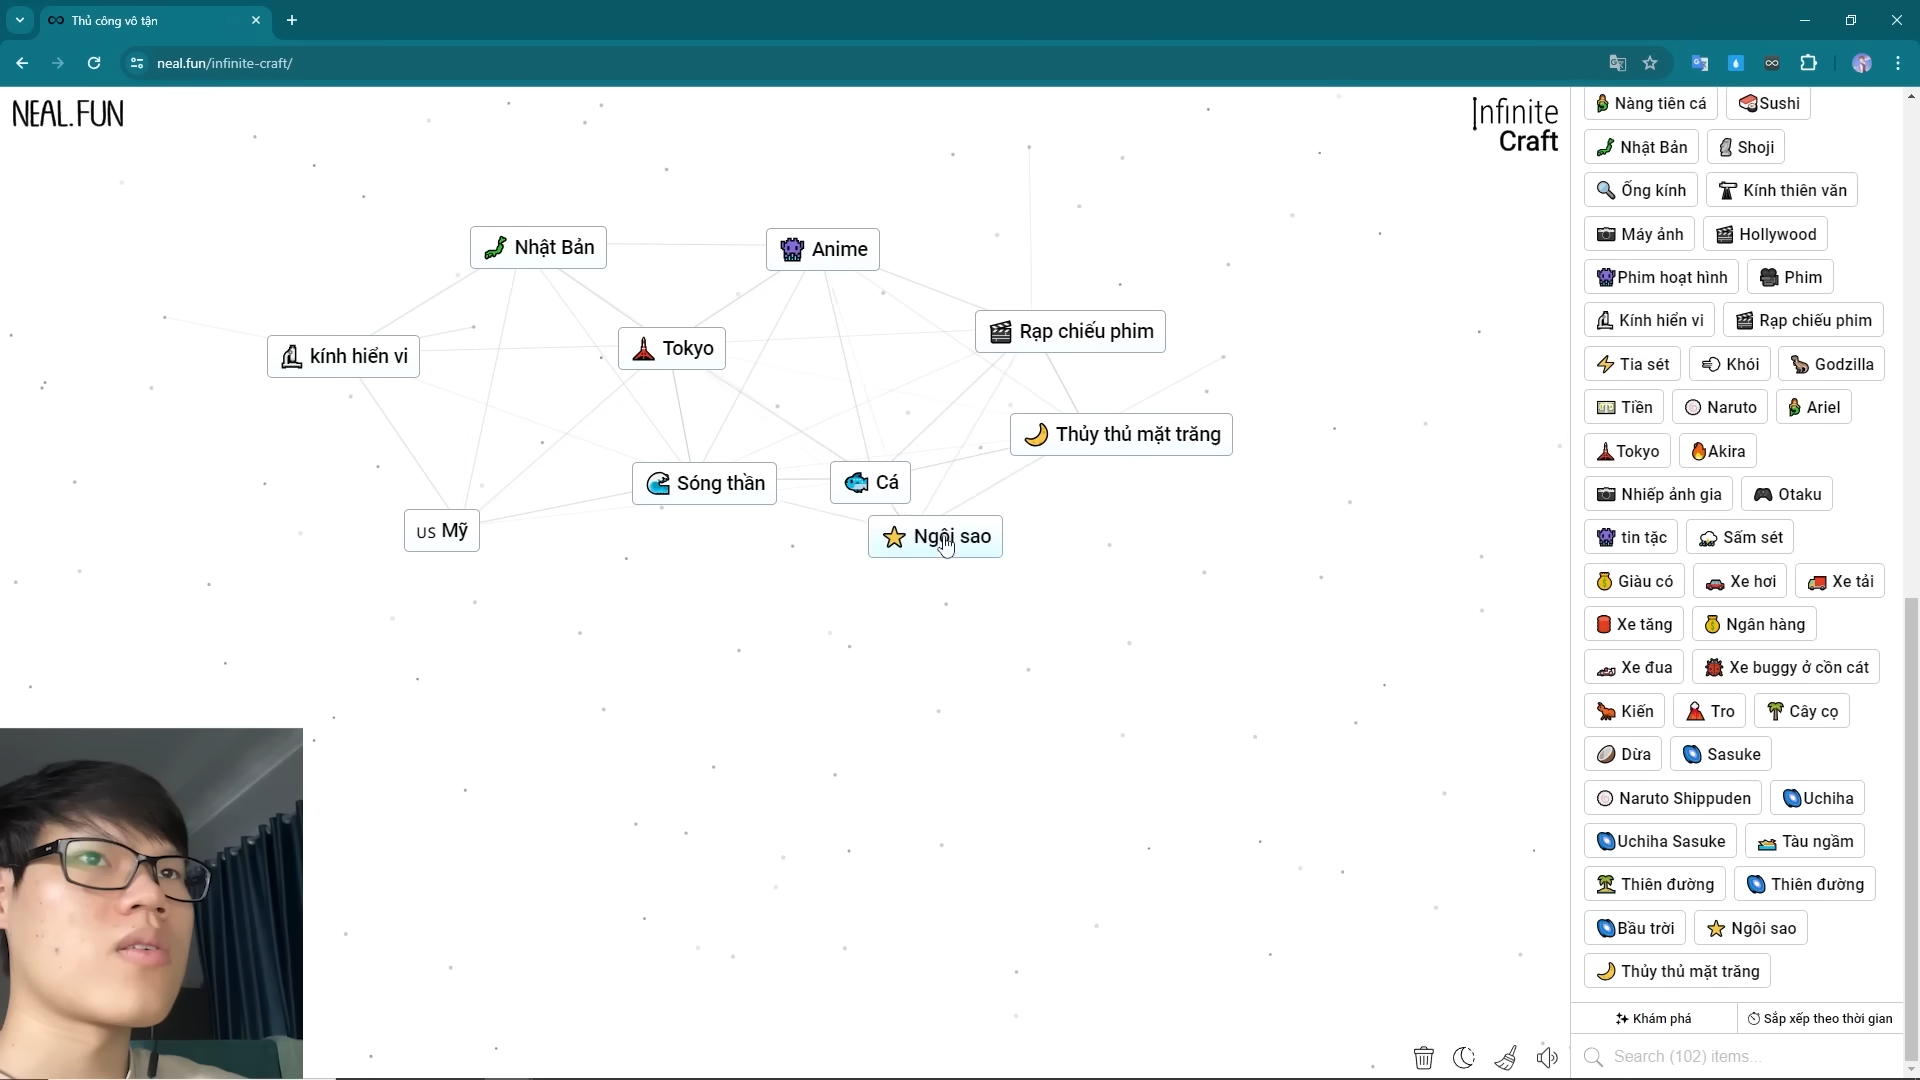 Thủ công vô tận
neal.fun/infinite-craft/
NEAL.FUN
Infinite
Craft
Nhật Bản
Anime
kính hiển vi
Tokyo
Rạp chiếu phim
Thủy thủ mặt trăng
Sóng thần
Cá
US Mỹ
Ngôi sao
Nàng tiên cá
Sushi
Nhật Bản
Shoji
Ống kính
Kính thiên văn
Máy ảnh
Hollywood
Phim hoạt hình
Phim
Kính hiển vi
Rạp chiếu phim
Tia sét
Khói
Godzilla
Tiền
Naruto
Ariel
Tokyo
Akira
Nhiếp ảnh gia
Otaku
tin tặc
Sấm sét
Giàu có
Xe hơi
Xe tải
Xe tăng
Ngân hàng
Xe đua
Xe buggy ở cồn cát
Kiến
Tro
Cây cọ
Dừa
Sasuke
Naruto Shippuden
Uchiha
Uchiha Sasuke
Tàu ngầm
Thiên đường
Thiên đường
Bầu trời
Ngôi sao
Thủy thủ mặt trăng
Khám phá
Sắp xếp theo thời gian
Search (102) items...